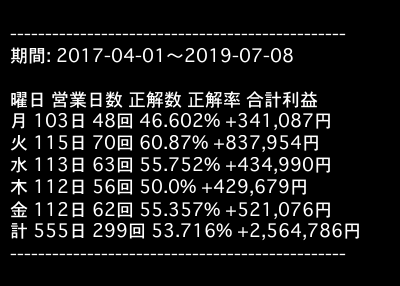 ------------------------------------------------
期間: 2017-04-01～2019-07-08
曜日 営業日数 正解数 正解率 合計利益
月 103日 48回 46.602% +341,087円
火 115日 70回 60.87% +837,954円
水 113日 63回 55.752% +434,990円
木 112日 56回 50.0% +429,679円
金 112日 62回 55.357% +521,076円
計 555日 299回 53.716% +2,564,786円
------------------------------------------------